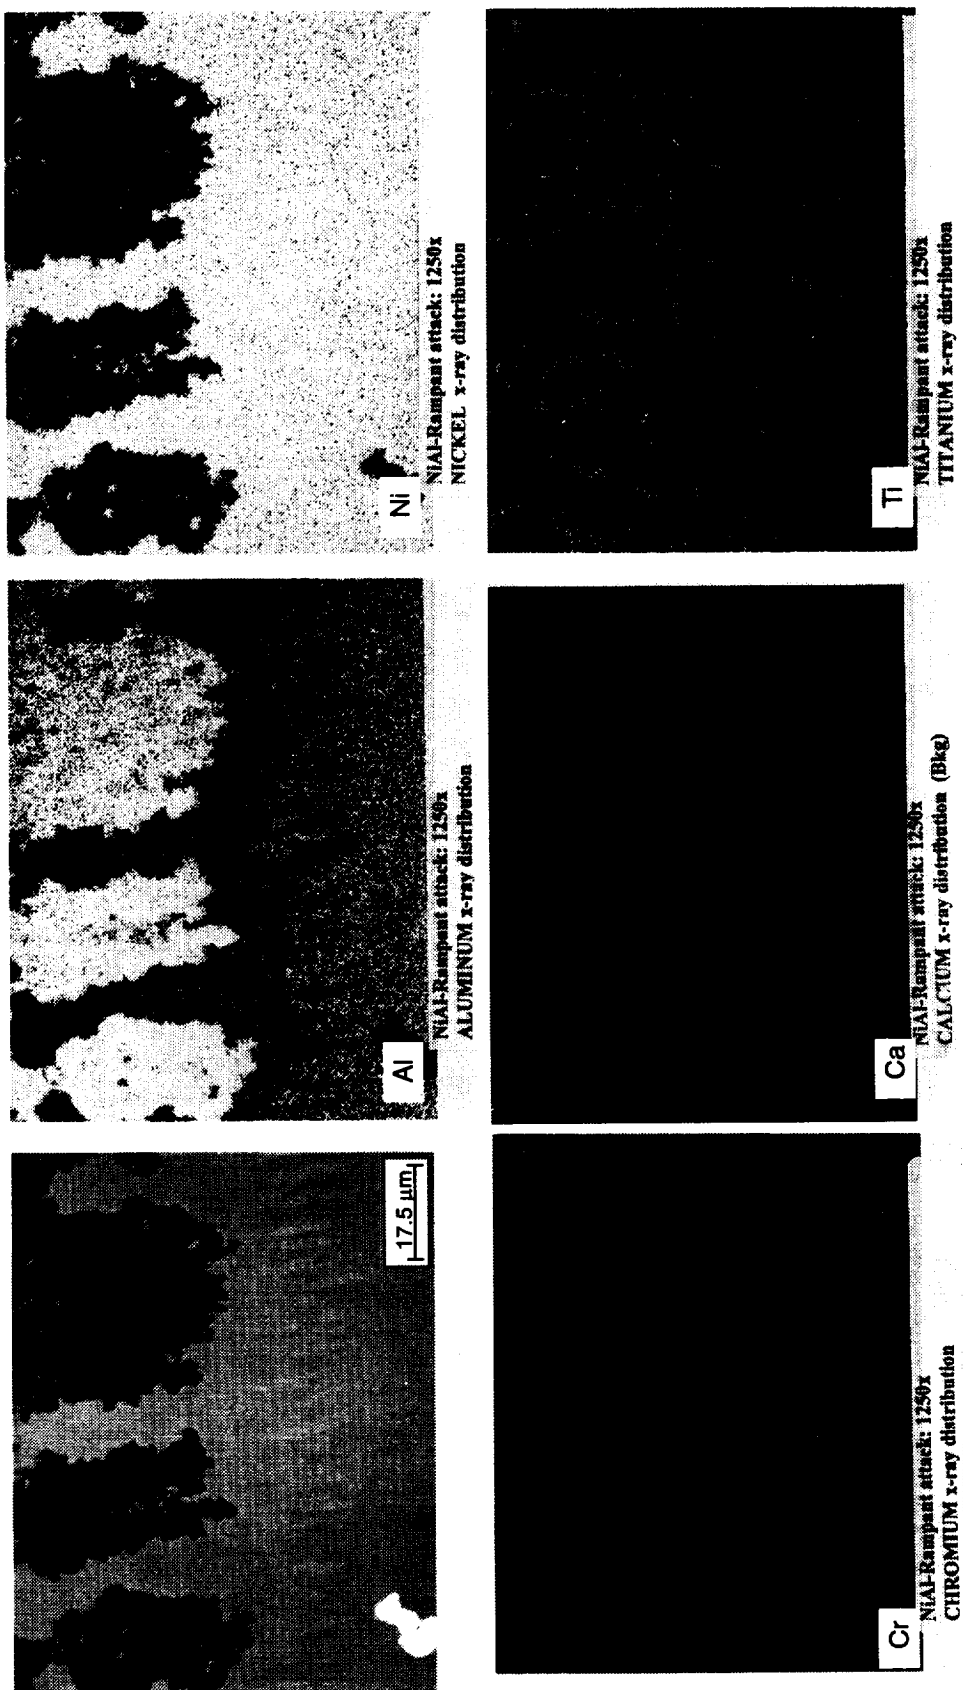 17.5 µm
Al
NiAl-Rampant attack: 1250x
ALUMINUM x-ray distribution
Ni
NiAl-Rampant attack: 1250x
NICKEL x-ray distribution
Cr
NiAl-Rampant attack: 1250x
CHROMIUM x-ray distribution
Ca
NiAl-Rampant attack: 1250x
CALCIUM x-ray distribution (Bkg)
Ti
NiAl-Rampant attack: 1250x
TITANIUM x-ray distribution